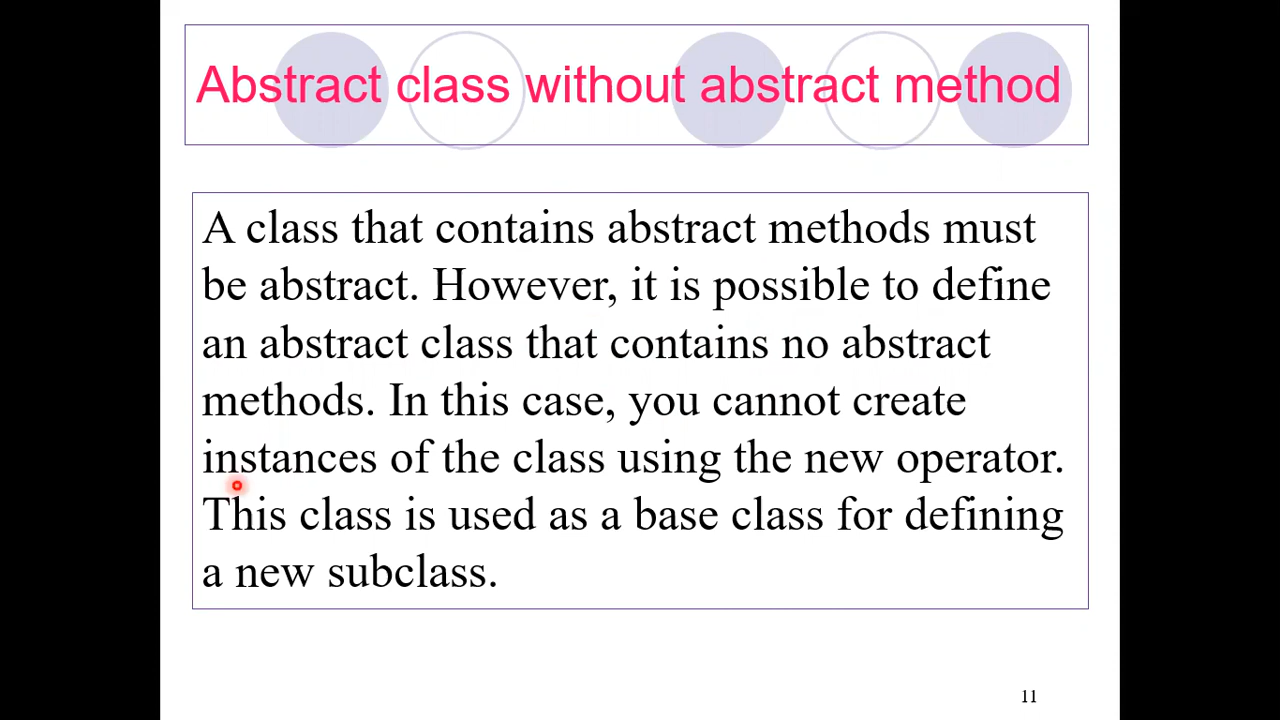 Abstract class without abstract method
A class that contains abstract methods must
be abstract. However, it is possible to define
an abstract class that contains no abstract
methods. In this case, you cannot create
instances of the class using the new operator.
This class is used as a base class for defining
a new subclass.
11